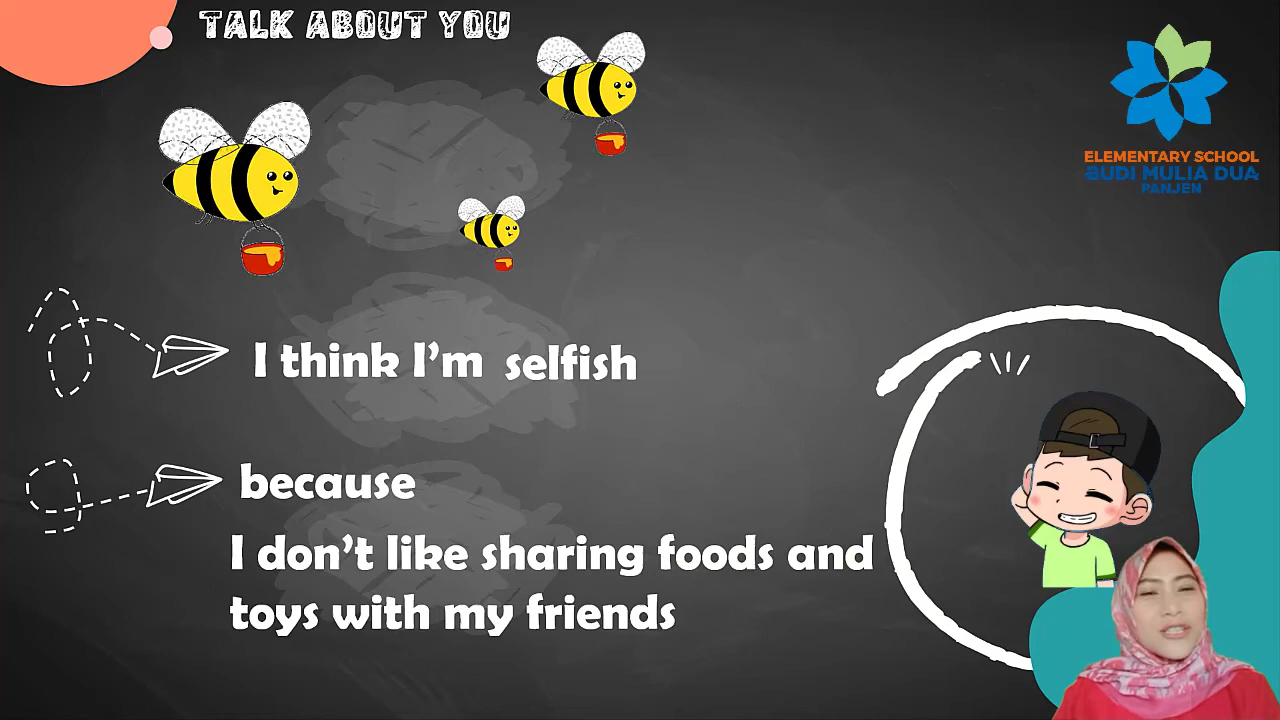 TALK ABOUT YOU
ELEMENTARY SCHOOL
BUDI MULIA DUA
PANJEN
I think I'm selfish
because
I don't like sharing foods and
toys with my friends